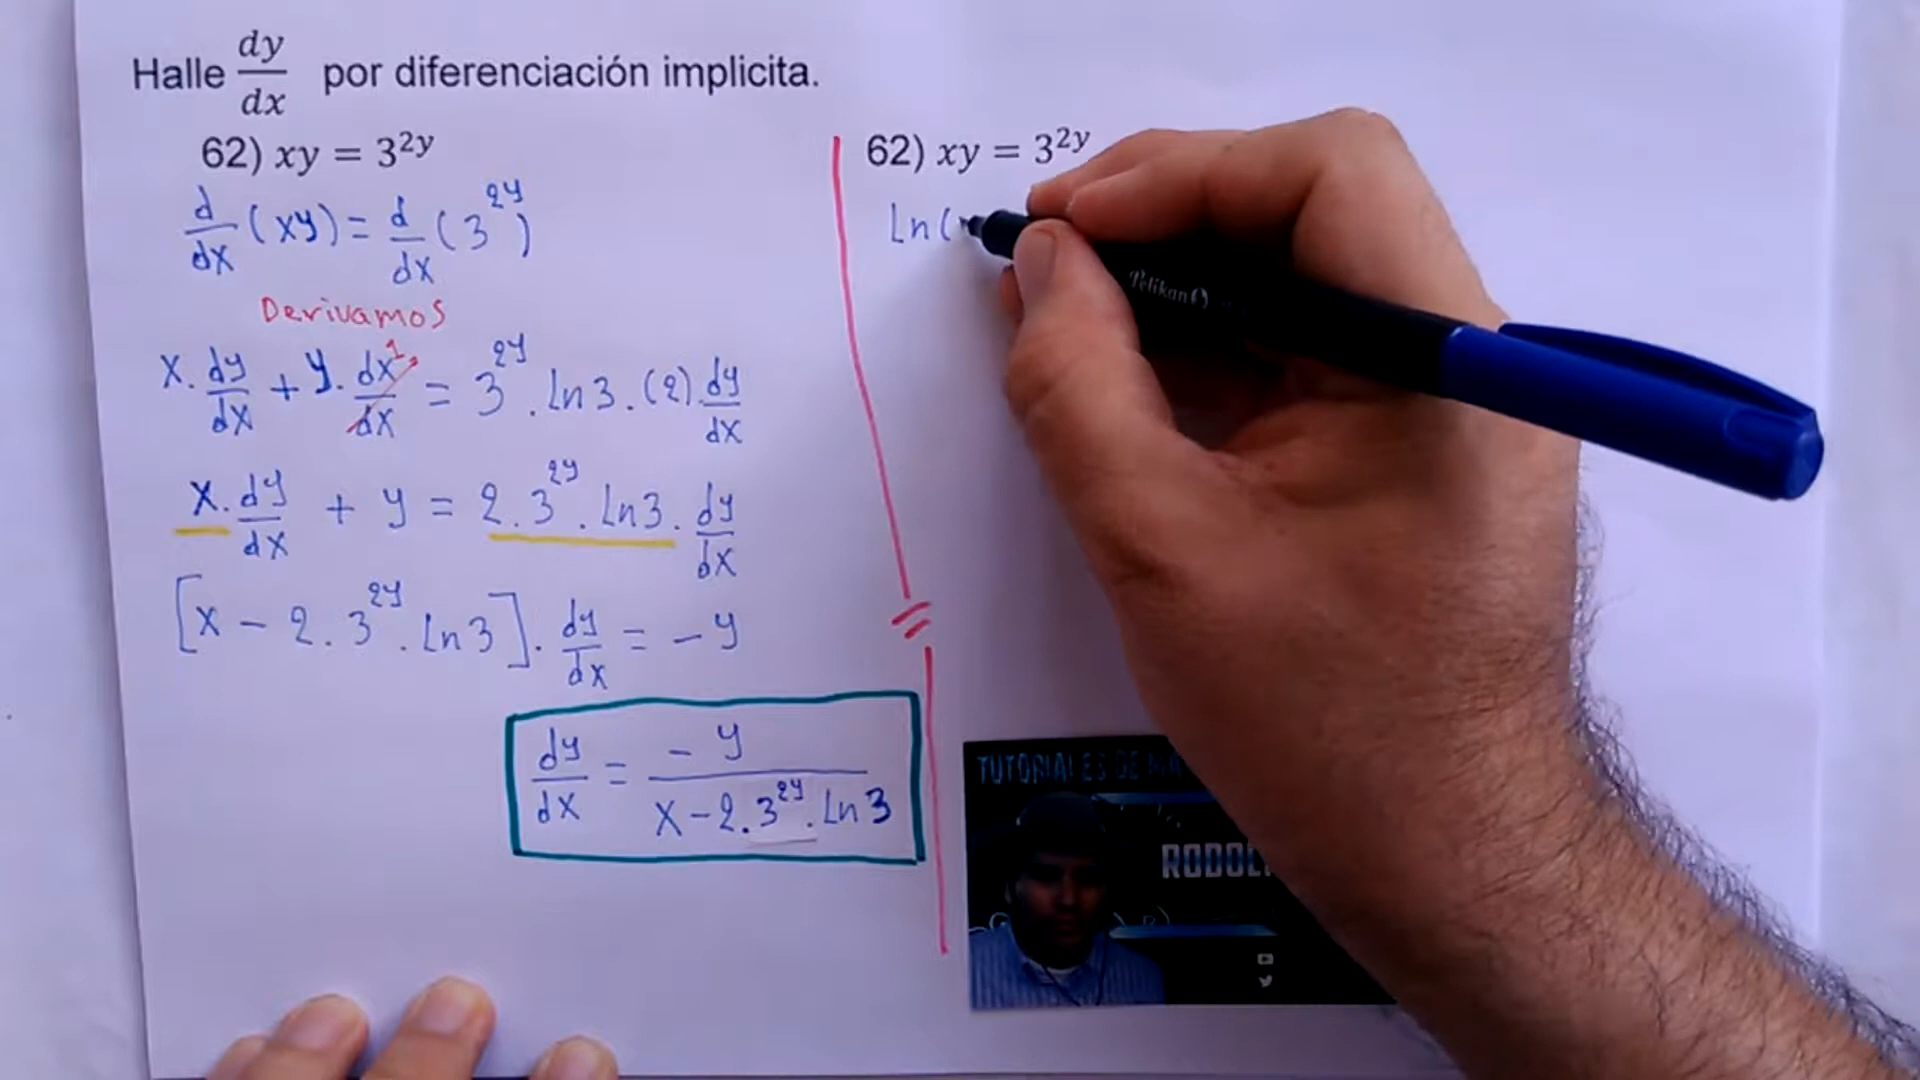 Halle dy/dx por diferenciación implicita.
62) xy = 3^{2y}
d/dx (xy) = d/dx (3^{2y})
Derivamos
x. dy/dx + y. dx/dx ^1 = 3^{2y} . Ln3 . (2). dy/dx
x. dy/dx + y = 2.3^{2y} . Ln3. dy/dx
[x - 2.3^{2y} . Ln3]. dy/dx = -y
dy/dx = -y / x-2.3^{2y} . Ln3
62) xy = 3^{2y}
Ln(
Pelikan
TUTORIALES DE